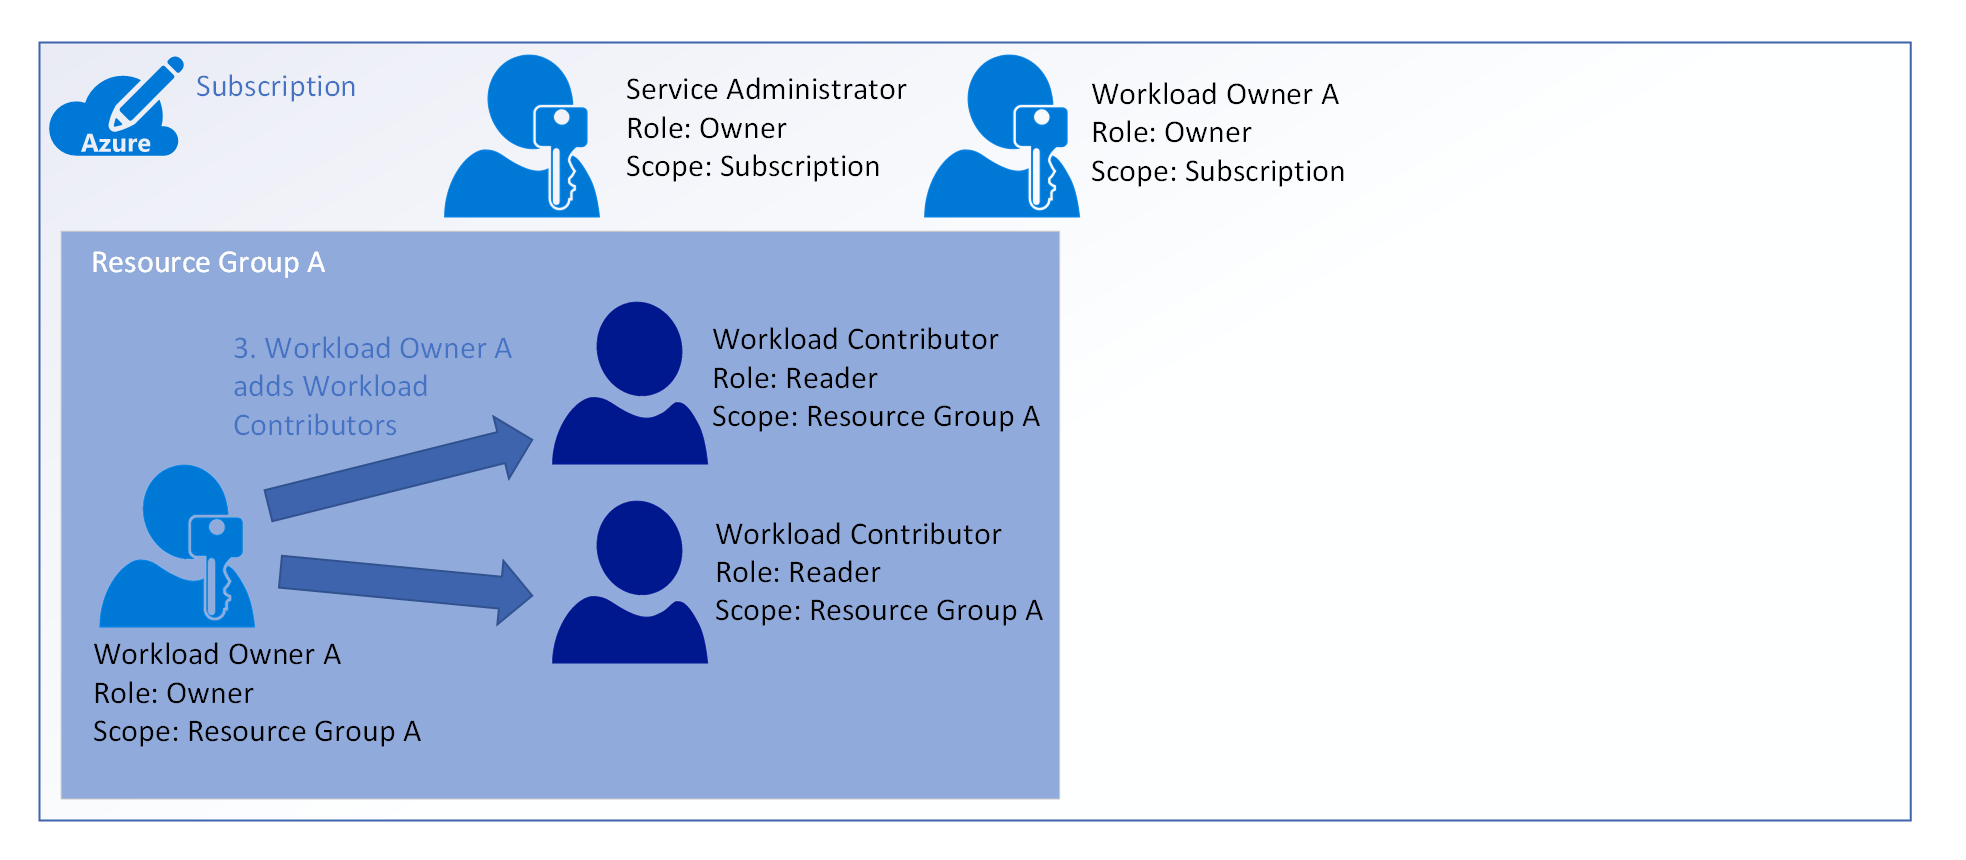 Azure
Subscription
Service Administrator
Role: Owner
Scope: Subscription
Workload Owner A
Role: Owner
Scope: Subscription
Resource Group A
3. Workload Owner A
adds Workload
Contributors
Workload Contributor
Role: Reader
Scope: Resource Group A
Workload Contributor
Role: Reader
Scope: Resource Group A
Workload Owner A
Role: Owner
Scope: Resource Group A